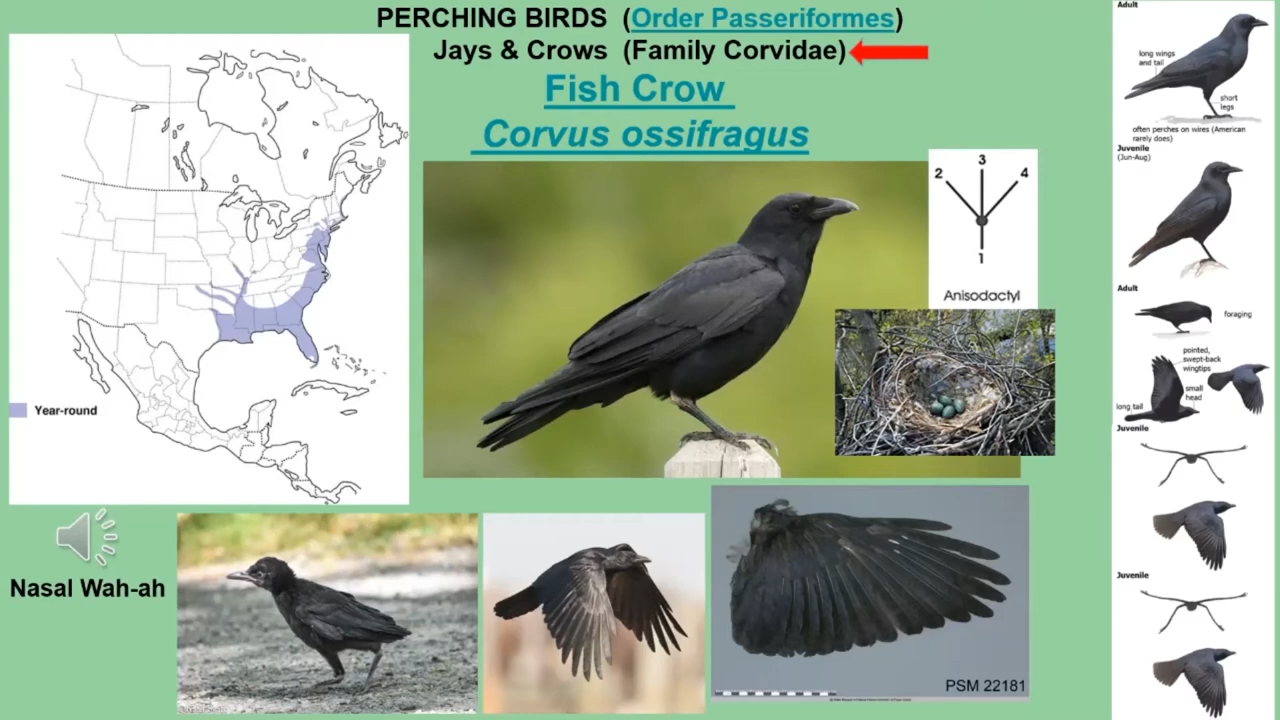 PERCHING BIRDS (Order Passeriformes)
Jays & Crows (Family Corvidae)
Fish Crow
Corvus ossifragus
Year-round
2
3
4
1
Anisodactyl
Nasal Wah-ah
PSM 22181
Adult
long wings
and tail
short
legs
often perches on wires (American
rarely does)
Juvenile
(Jun-Aug)
Adult
foraging
pointed,
swept-back
wingtips
small
head
long tail
Juvenile
Juvenile